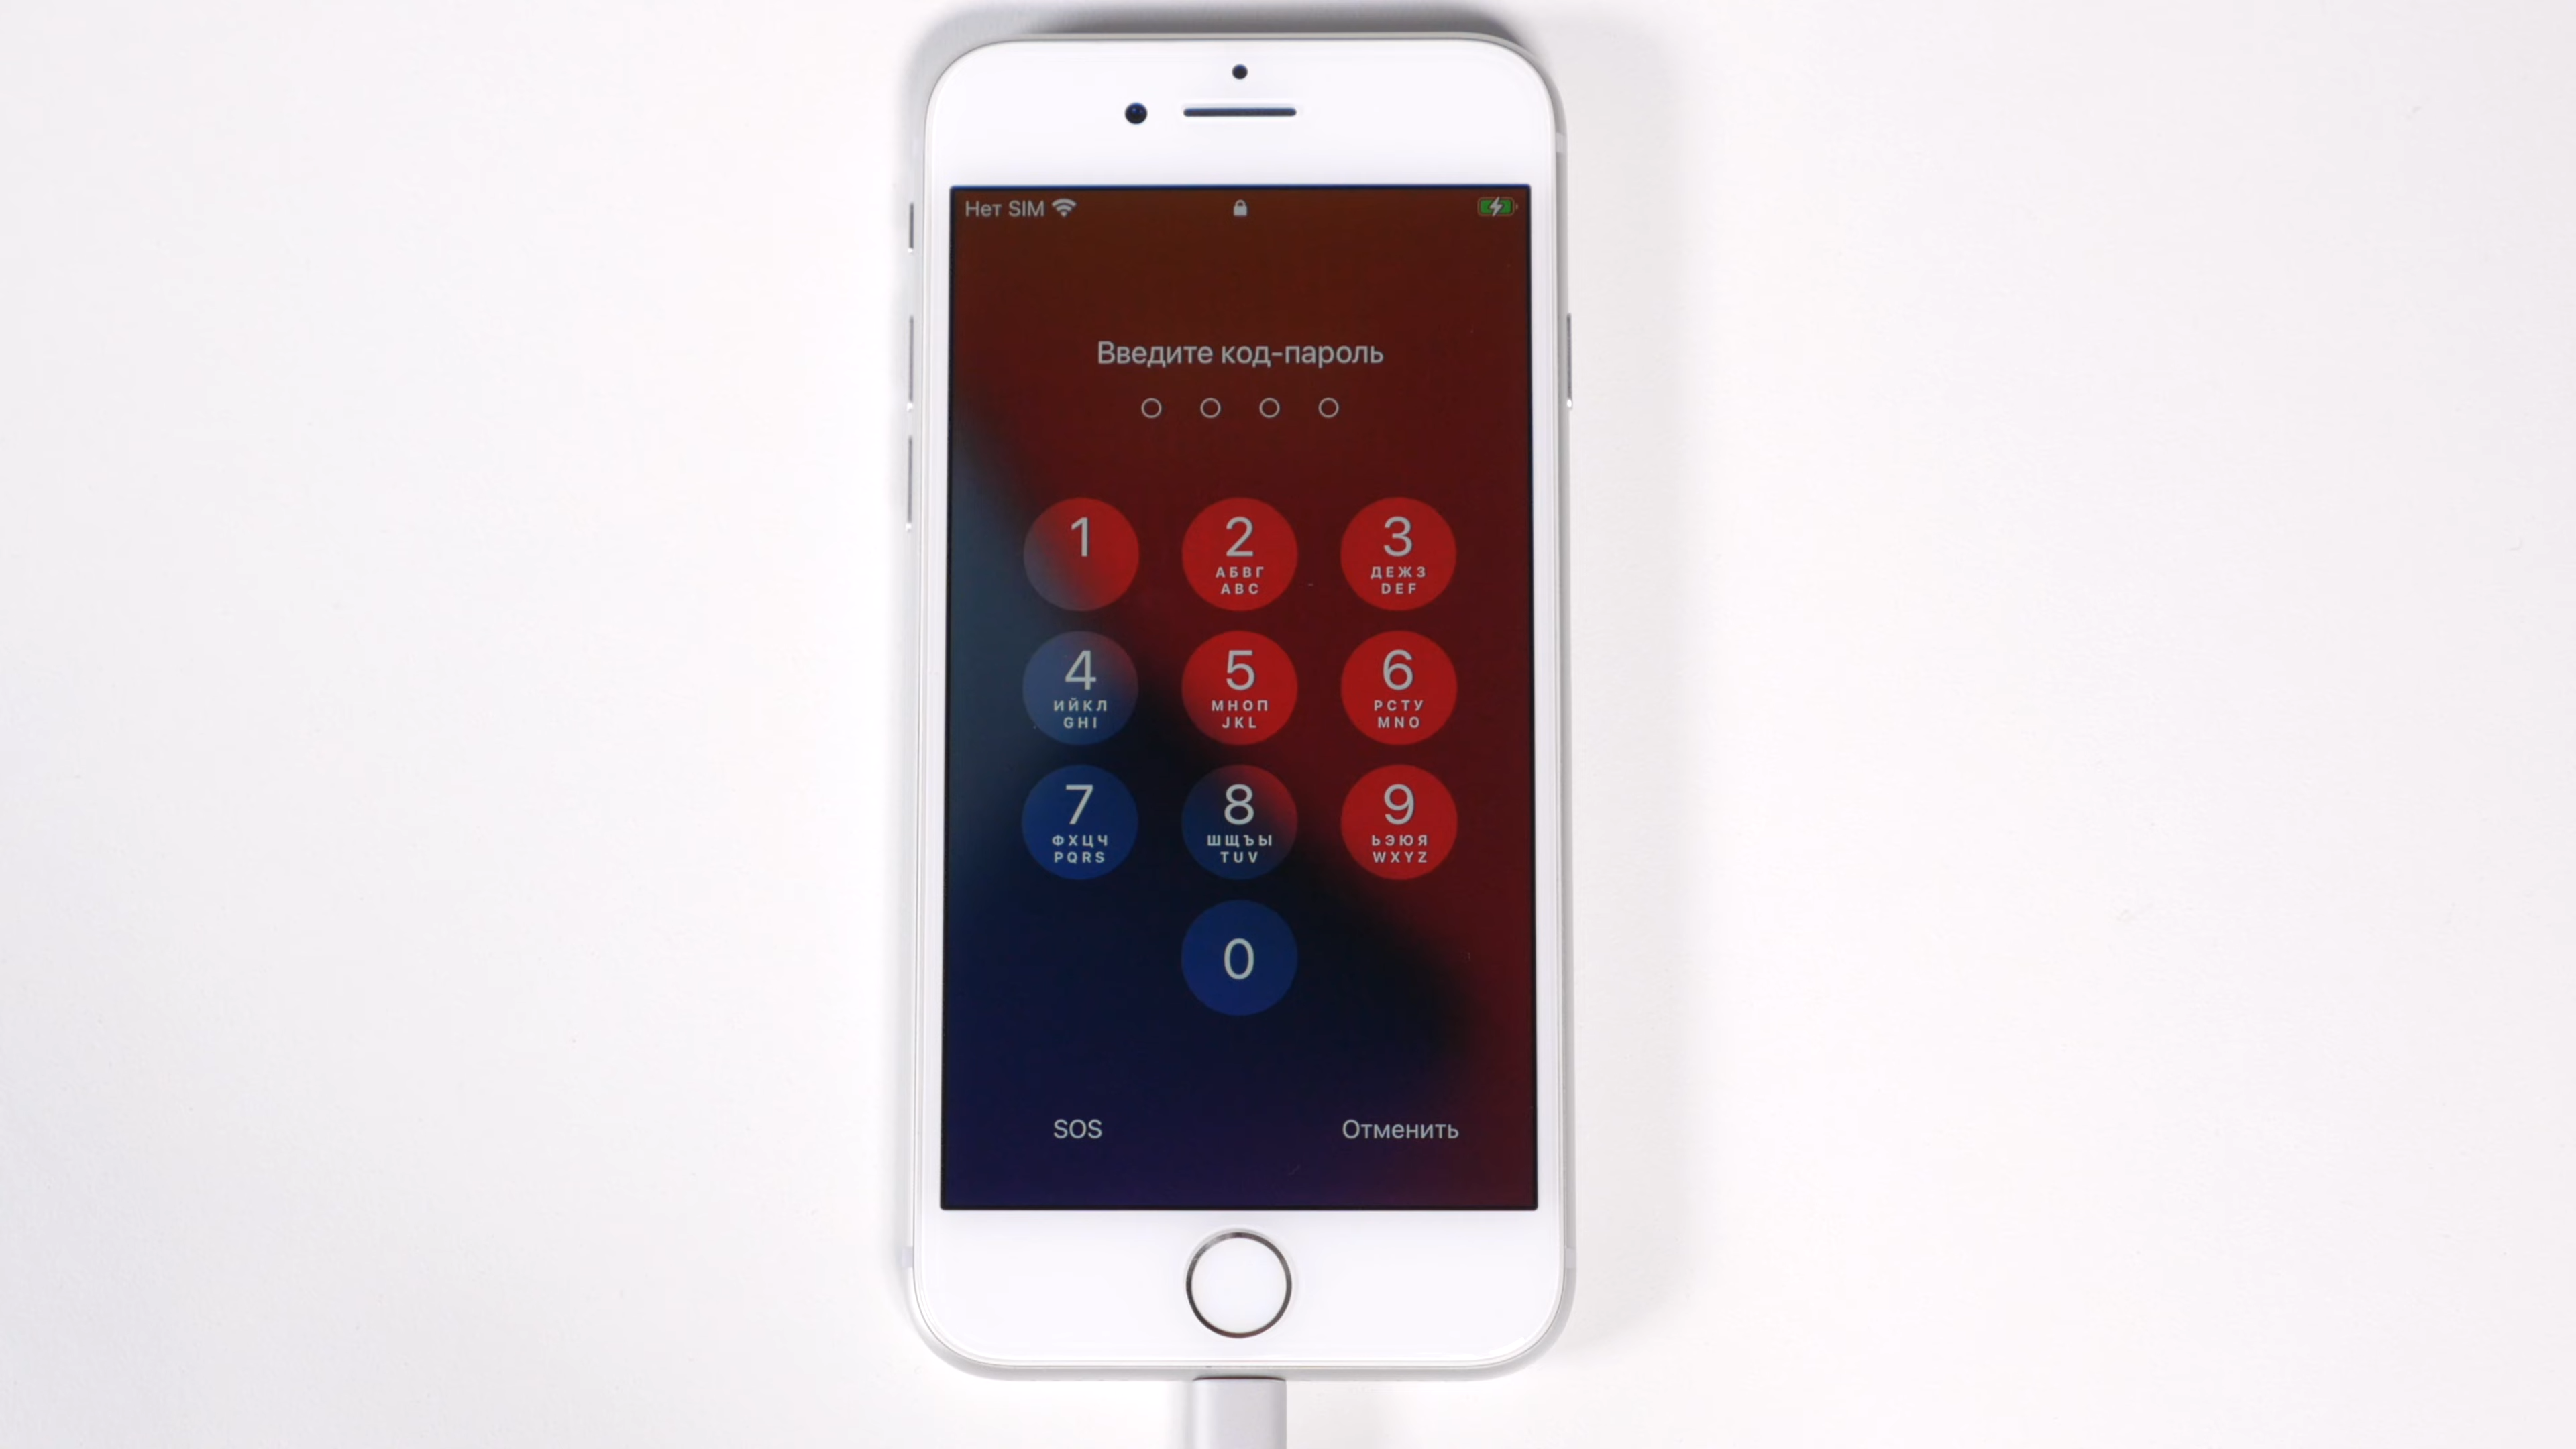 Нет SIM
Введите код-пароль
1 2 3
АБВГ ДЕЖЗ
ABC DEF
4 5 6
ИЙКЛ МНОП РСТУ
GHI JKL MNO
7 8 9
ФХЦЧ ШЩЪЫ ЬЭЮЯ
PQRS TUV WXYZ
0
SOS Отменить